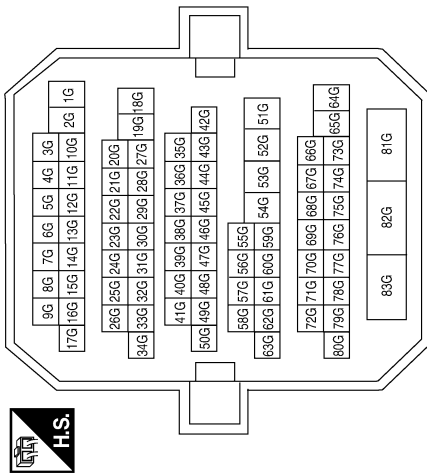 H.S.
9G 8G 7G 6G 5G 4G 3G
17G 16G 15G 14G 13G 12G 11G 10G 2G 1G
26G 25G 24G 23G 22G 21G 20G
34G 33G 32G 31G 30G 29G 28G 27G 19G 18G
41G 40G 39G 38G 37G 36G 35G
50G 49G 48G 47G 46G 45G 44G 43G 42G
58G 57G 56G 55G
63G 62G 61G 60G 59G 54G 53G 52G 51G
72G 71G 70G 69G 68G 67G 66G
80G 79G 78G 77G 76G 75G 74G 73G 65G 64G
83G 82G 81G